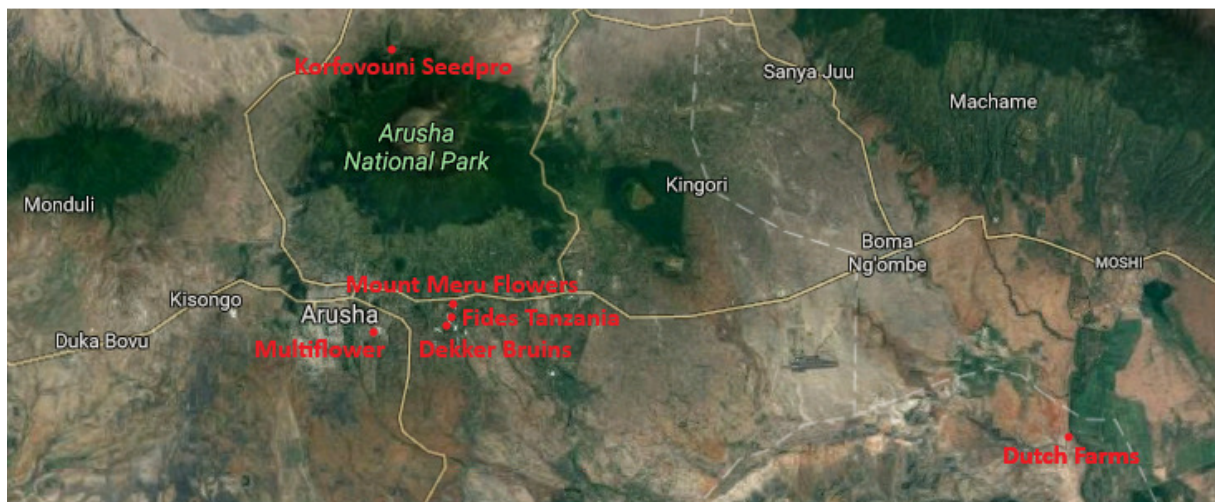 Korfovouni Seedpro
Sanya Juu
Machame
Arusha
National Park
Kingori
Monduli
Boma
Ng'ombe
MOSHI
Mount Meru Flowers
Kisongo
Arusha
Fides Tanzania
Duka Bovu
Multiflower
Dekker Bruins
Dutch Farms